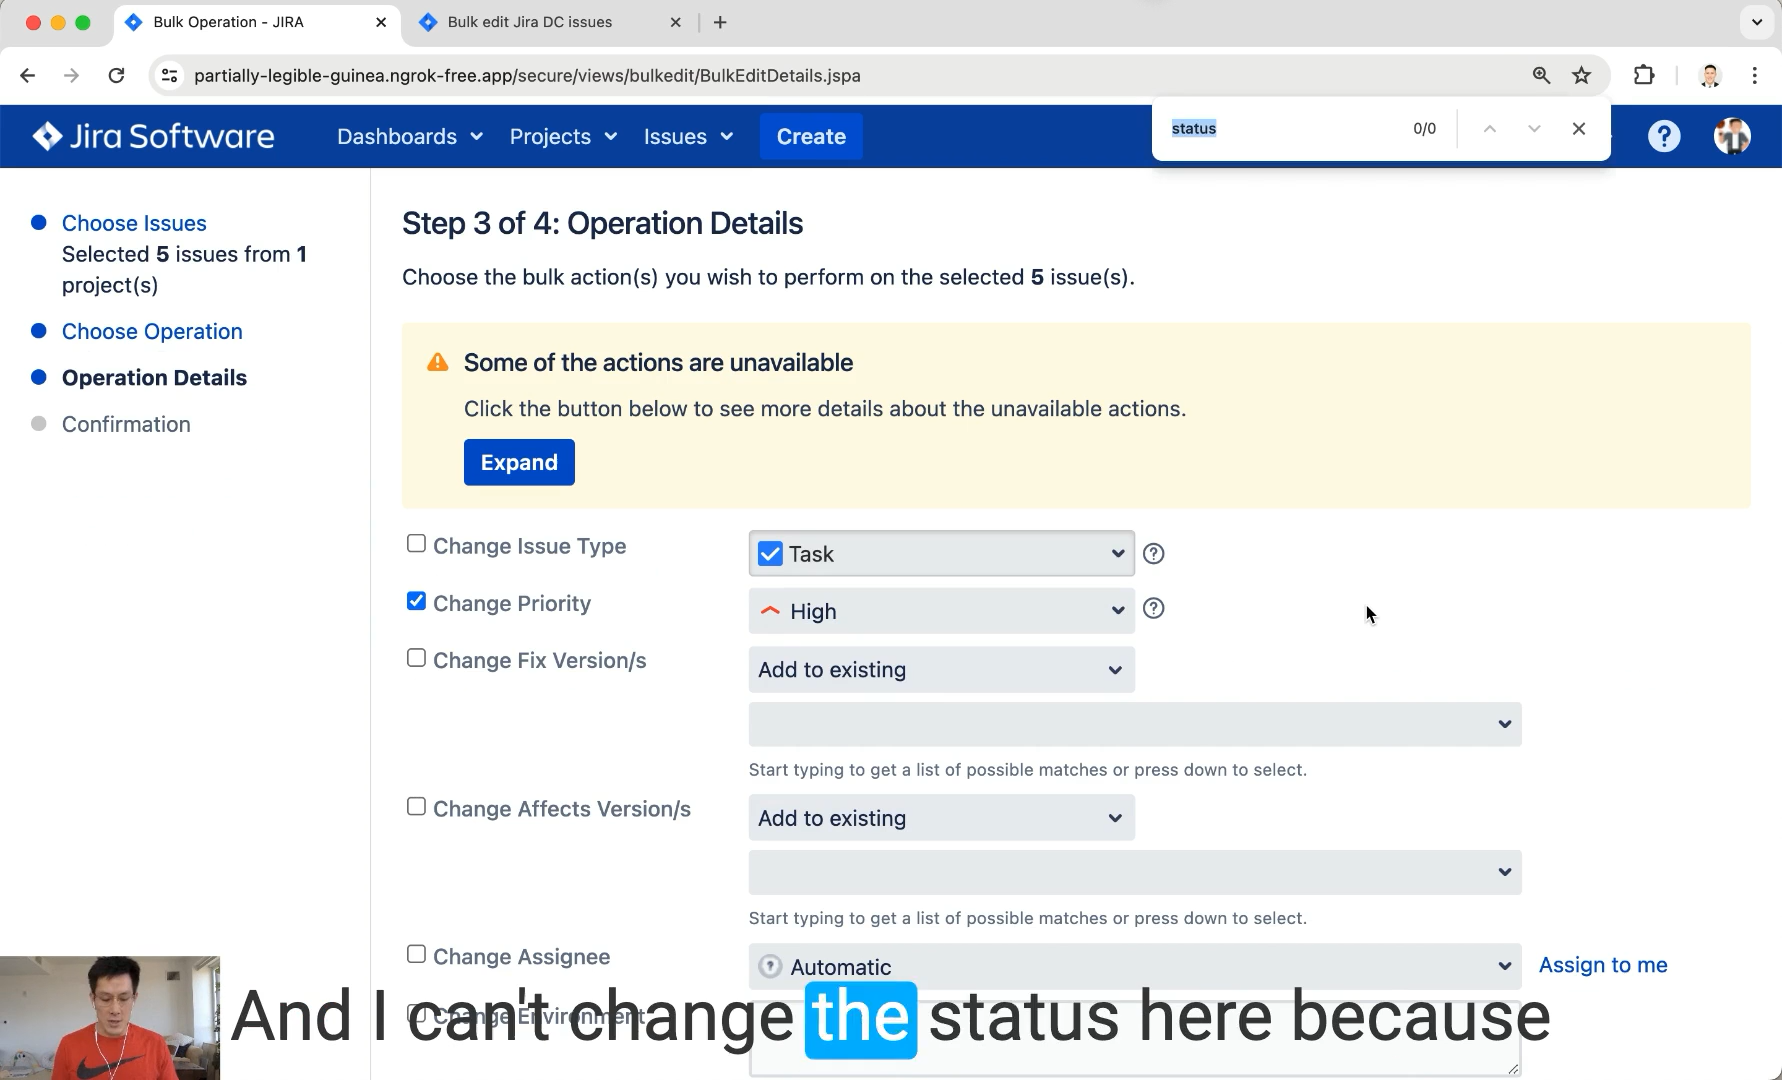 Bulk Operation - JIRA
Bulk edit Jira DC issues
partially-legible-guinea.ngrok-free.app/secure/views/bulkedit/BulkEditDetails.jspa
Jira Software
Dashboards
Projects
Issues
Create
status
0/0
Choose Issues
Selected 5 issues from 1
project(s)
Choose Operation
Operation Details
Confirmation
Step 3 of 4: Operation Details
Choose the bulk action(s) you wish to perform on the selected 5 issue(s).
Some of the actions are unavailable
Click the button below to see more details about the unavailable actions.
Expand
Change Issue Type
Task
Change Priority
High
Change Fix Version/s
Add to existing
Start typing to get a list of possible matches or press down to select.
Change Affects Version/s
Add to existing
Start typing to get a list of possible matches or press down to select.
Change Assignee
Automatic
Assign to me
Change Environment
And I can't change the status here because